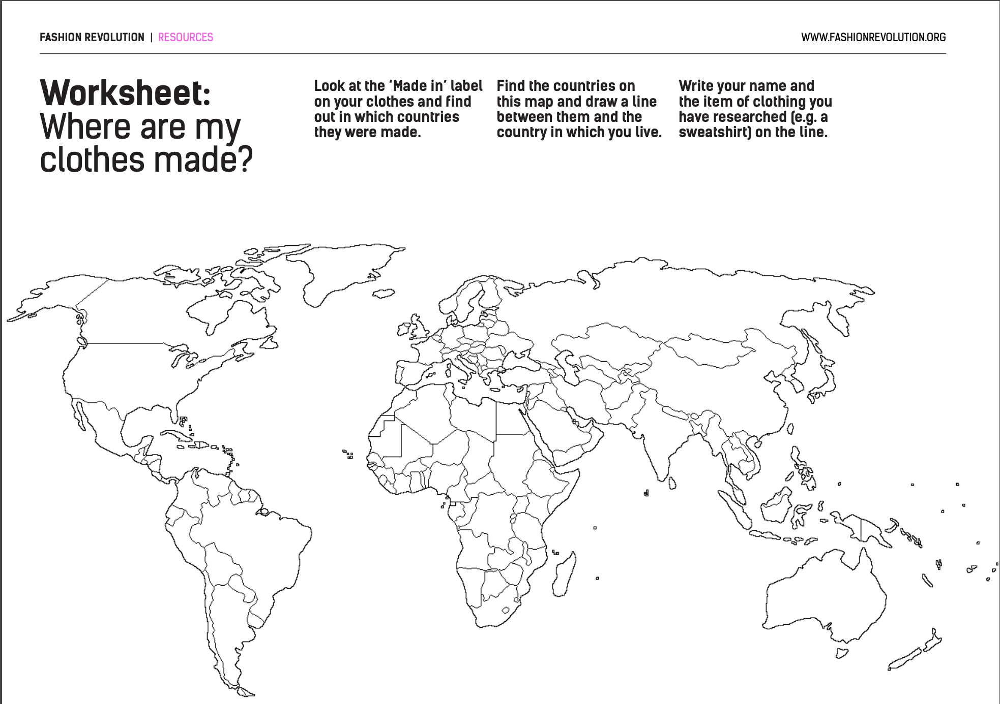 FASHION REVOLUTION | RESOURCES
WWW.FASHIONREVOLUTION.ORG
Worksheet:
Where are my
clothes made?
Look at the ‘Made in’ label
on your clothes and find
out in which countries
they were made.
Find the countries on
this map and draw a line
between them and the
country in which you live.
Write your name and
the item of clothing you
have researched (e.g. a
sweatshirt) on the line.